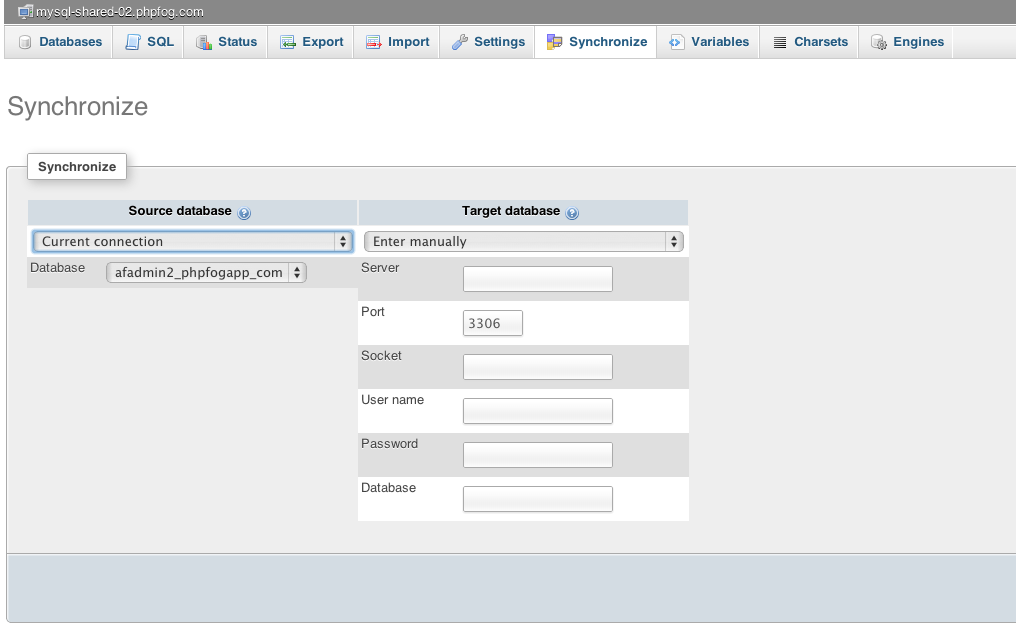 mysql-shared-02.phpfog.com
Databases SQL Status Export Import Settings Synchronize Variables Charsets Engines
Synchronize
Synchronize
Source database Target database
Current connection Enter manually
Database afadmin2_phpfogapp_com Server
Port 3306
Socket
User name
Password
Database